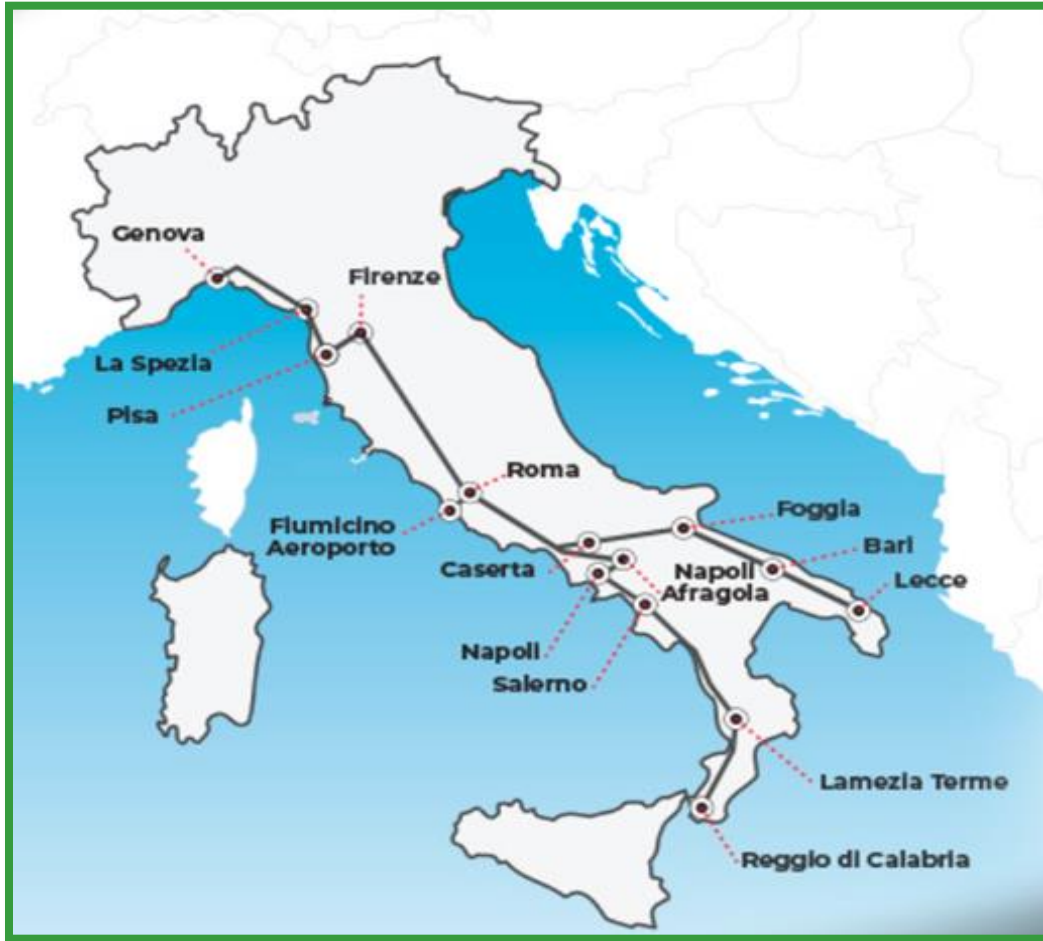 Genova
Firenze
La Spezia
Pisa
Roma
Fiumicino
Aeroporto
Foggia
Bari
Caserta
Napoli
Afragola
Lecce
Napoli
Salerno
Lamezia Terme
Reggio di Calabria